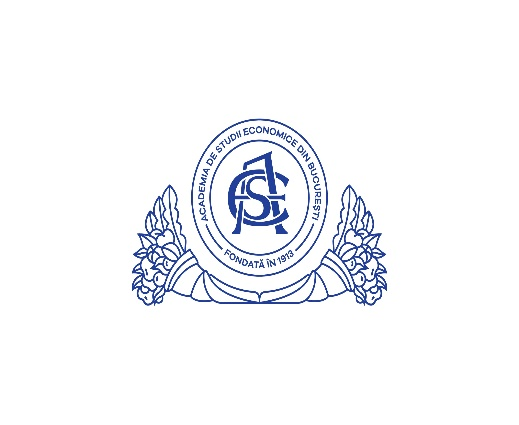 ACADEMIA DE STUDII ECONOMICE DIN BUCUREȘTI
ASE
FONDATĂ ÎN 1913